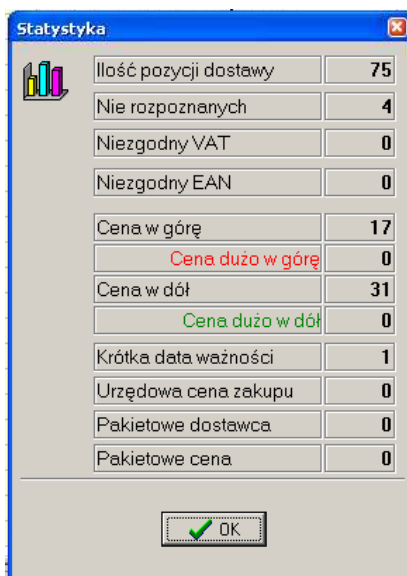 Statystyka
Ilość pozycji dostawy 75
Nie rozpoznanych 4
Niezgodny VAT 0
Niezgodny EAN 0
Cena w górę 17
Cena dużo w górę 0
Cena w dół 31
Cena dużo w dół 0
Krótka data ważności 1
Urzędowa cena zakupu 0
Pakietowe dostawca 0
Pakietowe cena 0
OK